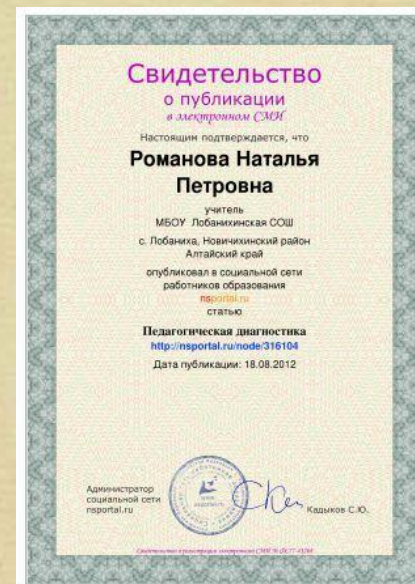 Свидетельство
о публикации
в электронном СМИ
Настоящим подтверждается, что
Романова Наталья
Петровна
учитель
МБОУ Лобанихинская СОШ
с. Лобаниха, Новичихинский район
Алтайский край
опубликовал в социальной сети
работников образования
nsportal.ru
статью
Педагогическая диагностика
http://nsportal.ru/node/316104
Дата публикации: 18.08.2012
Администратор
социальной сети
nsportal.ru
Кадыков С.Ю.